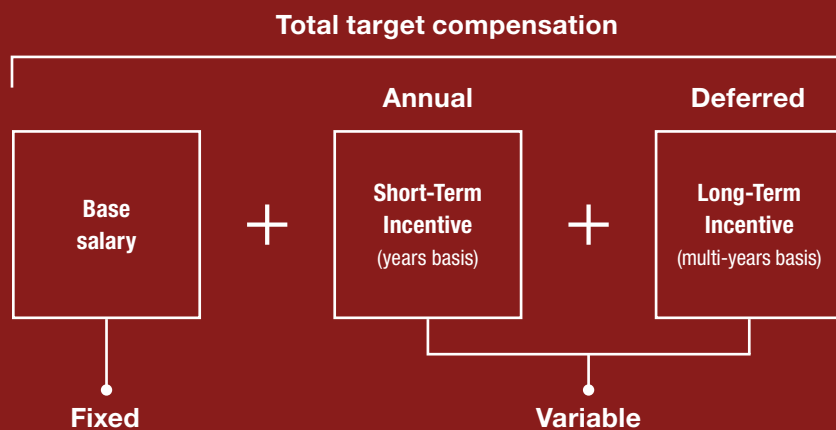 Total target compensation
Annual
Deferred
Base
salary
+
Short-Term
Incentive
(years basis)
+
Long-Term
Incentive
(multi-years basis)
Fixed
Variable